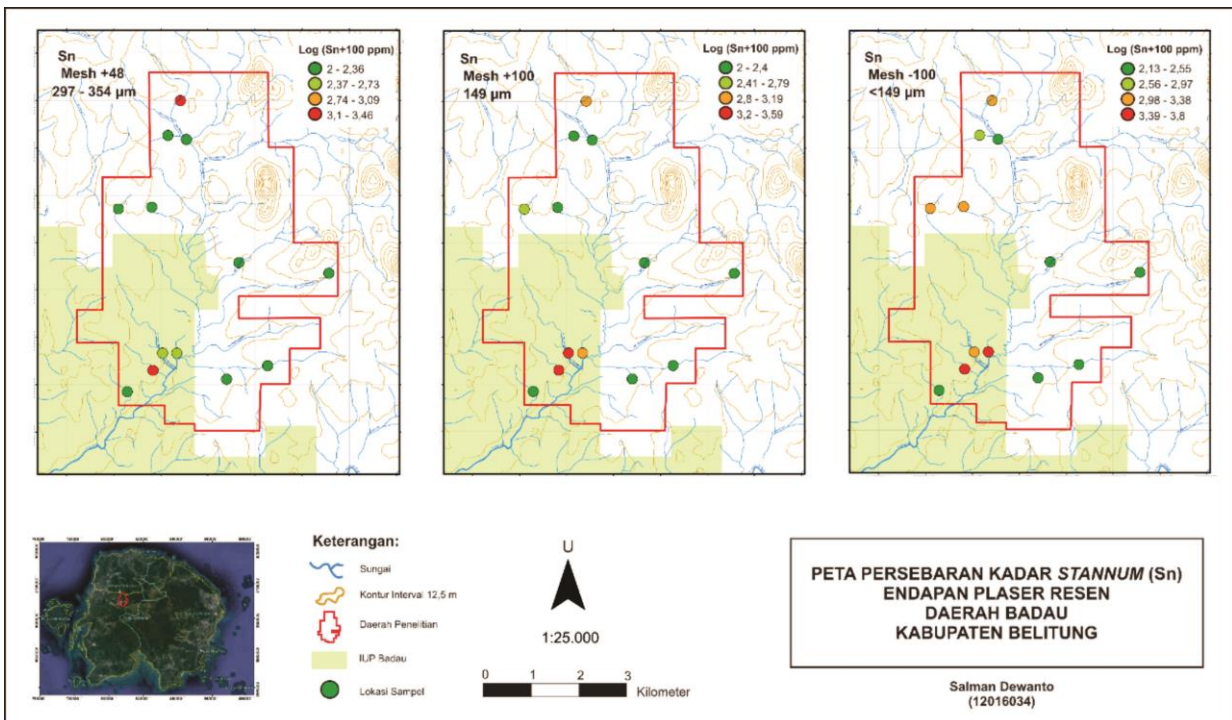 Sn
Mesh +48
297 - 354 µm
Log (Sn+100 ppm)
2 - 2,36
2,37 - 2,73
2,74 - 3,09
3,1 - 3,46
Sn
Mesh +100
149 µm
Log (Sn+100 ppm)
2 - 2,4
2,41 - 2,79
2,8 - 3,19
3,2 - 3,59
Sn
Mesh -100
<149 µm
Log (Sn+100 ppm)
2,13 - 2,55
2,56 - 2,97
2,98 - 3,38
3,39 - 3,8
Keterangan:
Sungai
Kontur Interval 12,5 m
Daerah Penelitian
IUP Badau
Lokasi Sampel
U
1:25.000
0 1 2 3
Kilometer
PETA PERSEBARAN KADAR STANNUM (Sn)
ENDAPAN PLASER RESEN
DAERAH BADAU
KABUPATEN BELITUNG
Salman Dewanto
(12016034)